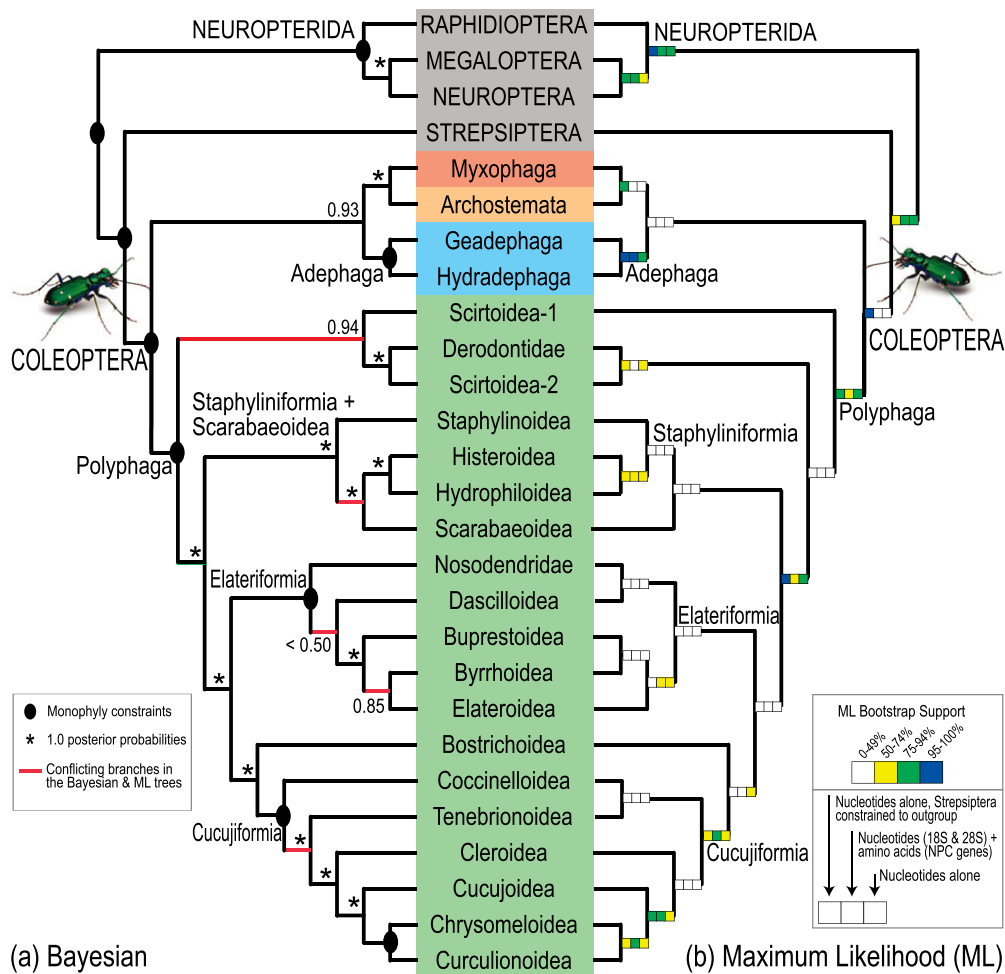 NEUROPTERIDA
RAPHIDIOPTERA
NEUROPTERIDA
*
MEGALOPTERA
NEUROPTERA
STREPSIPTERA
*
Myxophaga
0.93
Archostemata
Geadephaga
Adephaga
Hydradephaga
Adephaga
Scirtoidea-1
0.94
COLEOPTERA
*
Derodontidae
COLEOPTERA
Scirtoidea-2
Staphyliniformia +
Scarabaeoidea
Polyphaga
*
Staphylinoidea
Staphyliniformia
Polyphaga
*
Histeroidea
*
Hydrophiloidea
Scarabaeoidea
*
Nosodendridae
Elateriformia
Dascilloidea
Elateriformia
< 0.50
*
Buprestoidea
*
Byrrhoidea
0.85
Elateroidea
Monophyly constraints
* 1.0 posterior probabilities
Conflicting branches in
the Bayesian & ML trees
ML Bootstrap Support
0-49%
50-74%
75-94%
95-100%
Bostrichoidea
*
Coccinelloidea
Nucleotides alone, Strepsiptera
constrained to outgroup
Tenebrionoidea
Cucujiformia
*
Nucleotides (18S & 28S) +
amino acids (NPC genes)
Cleroidea
Cucujiformia
*
Nucleotides alone
Cucujoidea
*
Chrysomeloidea
(a) Bayesian
Curculionoidea
(b) Maximum Likelihood (ML)